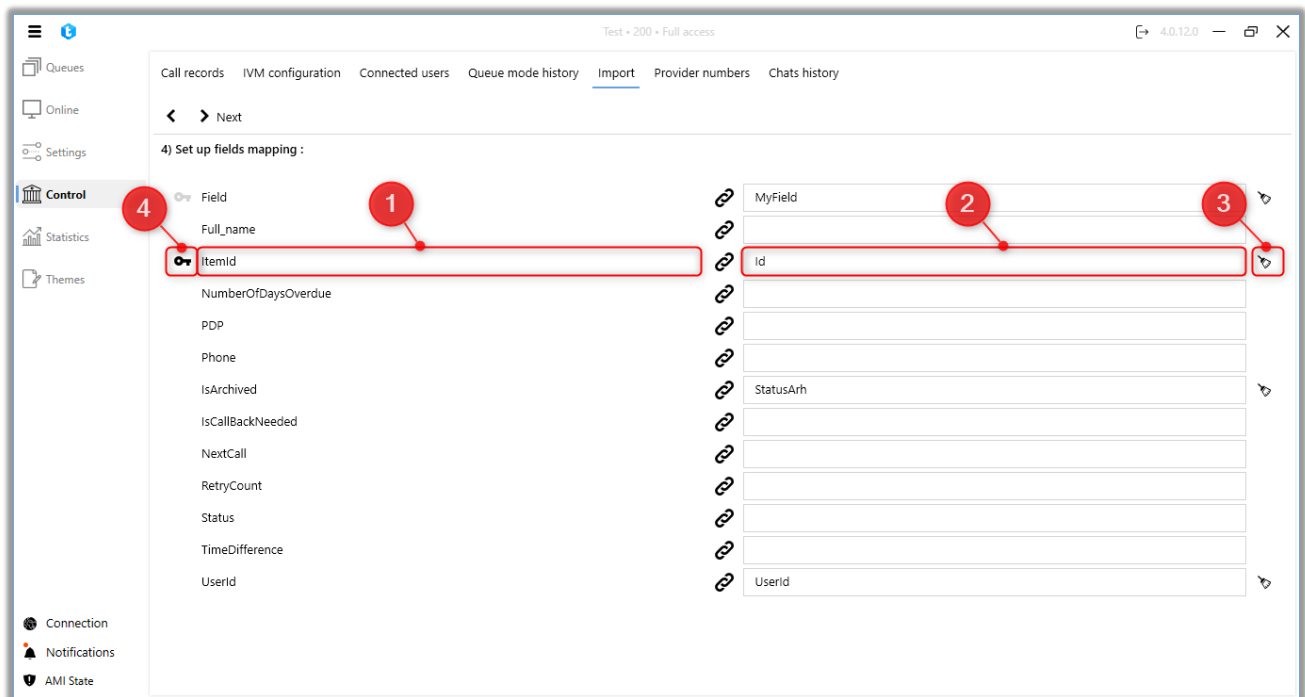 Test • 200 • Full access
4.0.12.0
Queues
Online
Settings
Control
Statistics
Themes
Connection
Notifications
AMI State
Call records IVM configuration Connected users Queue mode history Import Provider numbers Chats history
Next
4) Set up fields mapping :
Field MyField
Full_name
ItemId Id
NumberOfDaysOverdue
PDP
Phone
IsArchived StatusArh
IsCallBackNeeded
NextCall
RetryCount
Status
TimeDifference
UserId UserId
4
1
2
3